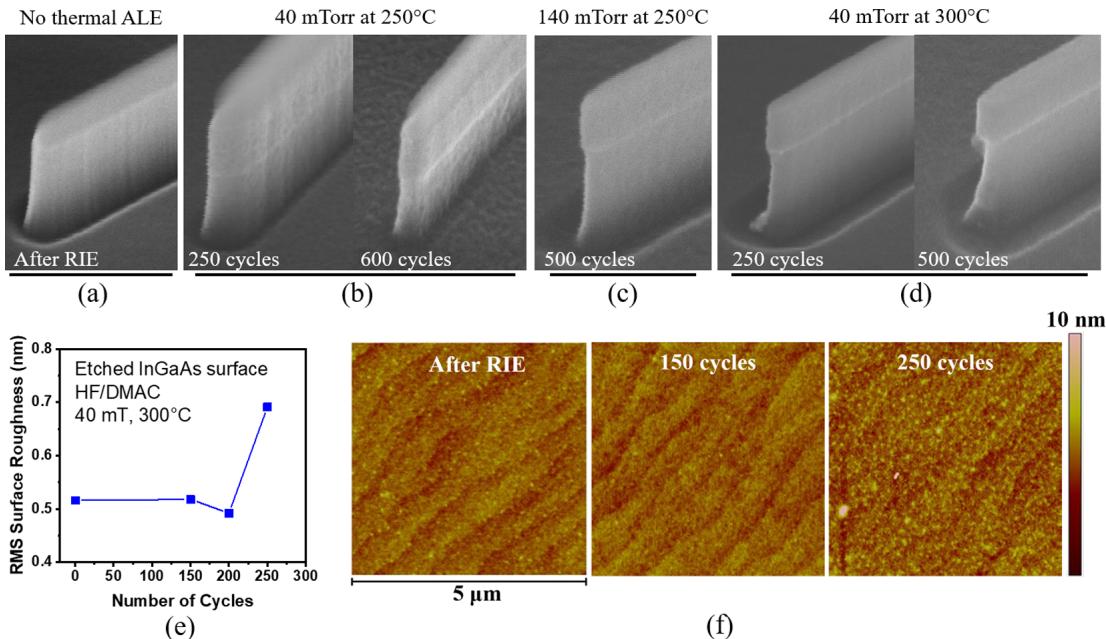 No thermal ALE
40 mTorr at 250°C
140 mTorr at 250°C
40 mTorr at 300°C
After RIE
250 cycles
600 cycles
500 cycles
250 cycles
500 cycles
(a)
(b)
(c)
(d)
RMS Surface Roughness (nm)
0.8
0.7
0.6
0.5
0.4
Etched InGaAs surface
HF/DMAC
40 mT, 300°C
0 50 100 150 200 250 300
Number of Cycles
(e)
After RIE
150 cycles
250 cycles
10 nm
5 μm
(f)